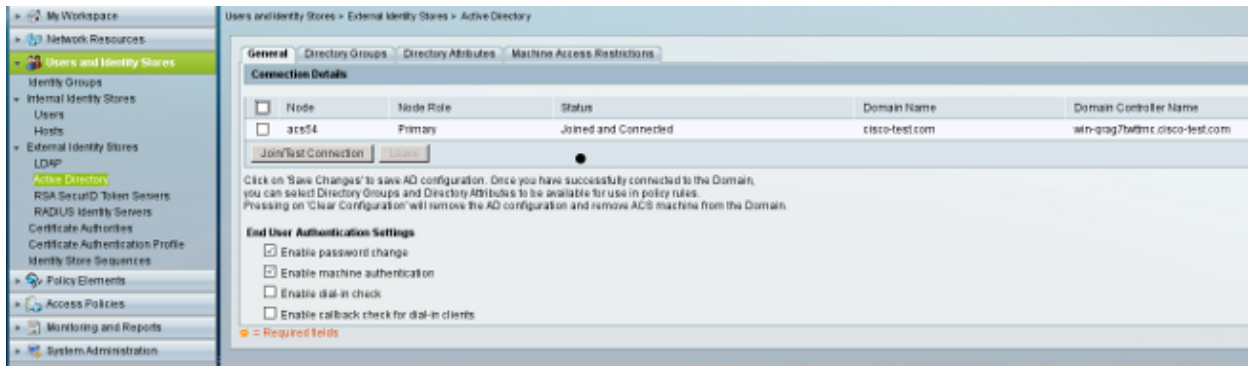 My Workspace
Network Resources
Users and Identity Stores
Identity Groups
Internal Identity Stores
Users
Hosts
External Identity Stores
LDAP
Active Directory
RSA SecurID Token Servers
RADIUS Identity Servers
Certificate Authorities
Certificate Authentication Profile
Identity Store Sequences
Policy Elements
Access Policies
Monitoring and Reports
System Administration
Users and Identity Stores > External Identity Stores > Active Directory
General Directory Groups Directory Attributes Machine Access Restrictions
Connection Details
Node Node Role Status Domain Name Domain Controller Name
acs54 Primary Joined and Connected cisco-test.com
Join/Test Connection Leave
Click on 'Save Changes' to save AD configuration. Once you have successfully connected to the Domain,
you can select Directory Groups and Directory Attributes to be available for use in policy rules.
Pressing on 'Clear Configuration' will remove the AD configuration and remove ACS machine from the Domain.
End User Authentication Settings
Enable password change
Enable machine authentication
Enable dial-in check
Enable callback check for dial-in clients
= Required fields